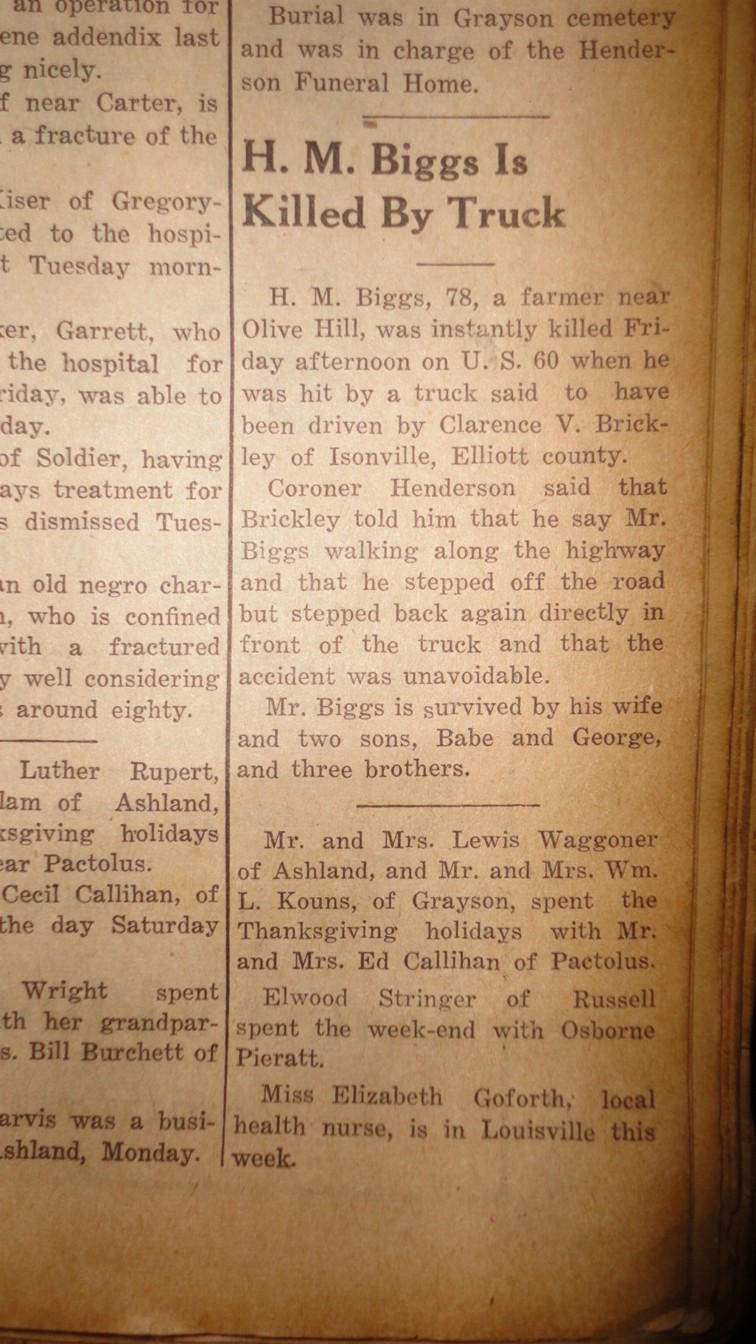 an operation for
ene addendix last
g nicely.
f near Carter, is
a fracture of the
iser of Gregory-
ed to the hospi-
t Tuesday morn-
er, Garrett, who
the hospital for
riday, was able to
day.
of Soldier, having
ays treatment for
s dismissed Tues-
an old negro char-
, who is confined
with a fractured
y well considering
s around eighty.
Luther Rupert,
lam of Ashland,
ksgiving holidays
ear Pactolus.
Cecil Callihan, of
the day Saturday
Wright spent
th her grandpar-
s. Bill Burchett of
arvis was a busi-
shland, Monday.
Burial was in Grayson cemetery
and was in charge of the Hender-
son Funeral Home.
H. M. Biggs Is
Killed By Truck
H. M. Biggs, 78, a farmer near
Olive Hill, was instantly killed Fri-
day afternoon on U. S. 60 when he
was hit by a truck said to have
been driven by Clarence V. Brick-
ley of Isonville, Elliott county.
Coroner Henderson said that
Brickley told him that he say Mr.
Biggs walking along the highway
and that he stepped off the road
but stepped back again directly in
front of the truck and that the
accident was unavoidable.
Mr. Biggs is survived by his wife
and two sons, Babe and George,
and three brothers.
Mr. and Mrs. Lewis Waggoner
of Ashland, and Mr. and Mrs. Wm.
L. Kouns, of Grayson, spent the
Thanksgiving holidays with Mr.
and Mrs. Ed Callihan of Pactolus.
Elwood Stringer of Russell
spent the week-end with Osborne
Pieratt.
Miss Elizabeth Goforth, local
health nurse, is in Louisville this
week.